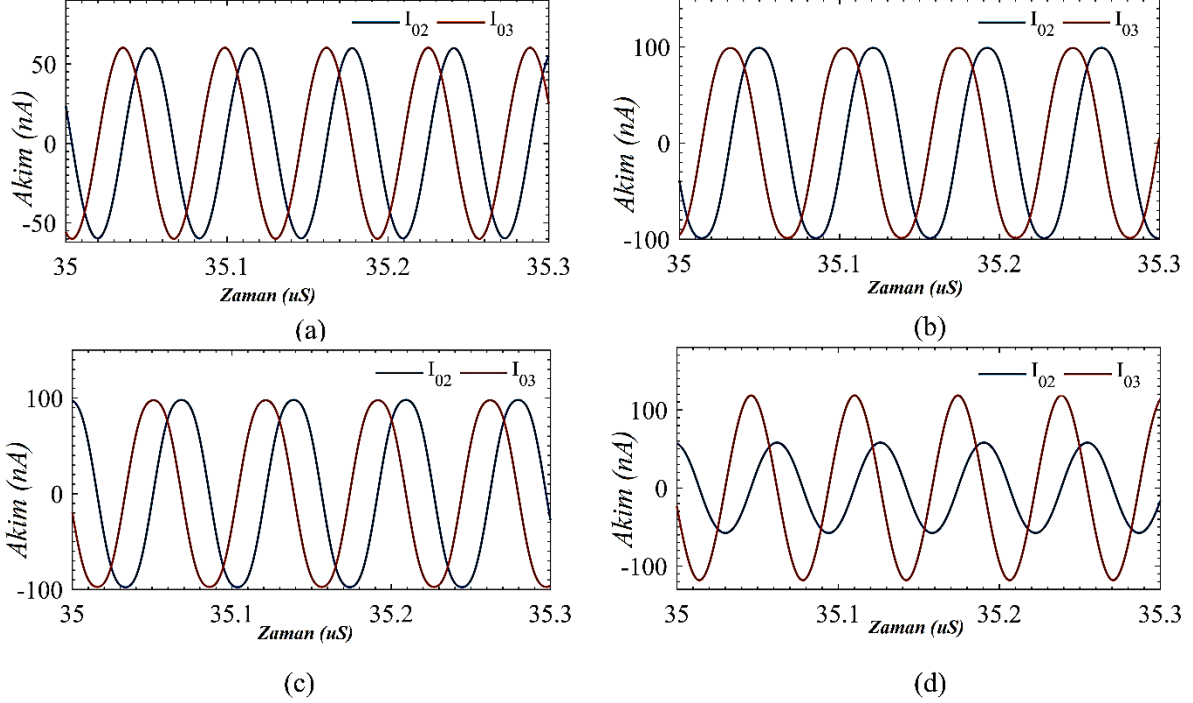 I02 I03
Akim (nA)
50
0
-50
35 35.1 35.2 35.3
Zaman (uS)
(a)
I02 I03
Akim (nA)
100
0
-100
35 35.1 35.2 35.3
Zaman (uS)
(b)
I02 I03
Akim (nA)
100
0
-100
35 35.1 35.2 35.3
Zaman (uS)
(c)
I02 I03
Akim (nA)
100
0
-100
35 35.1 35.2 35.3
Zaman (uS)
(d)